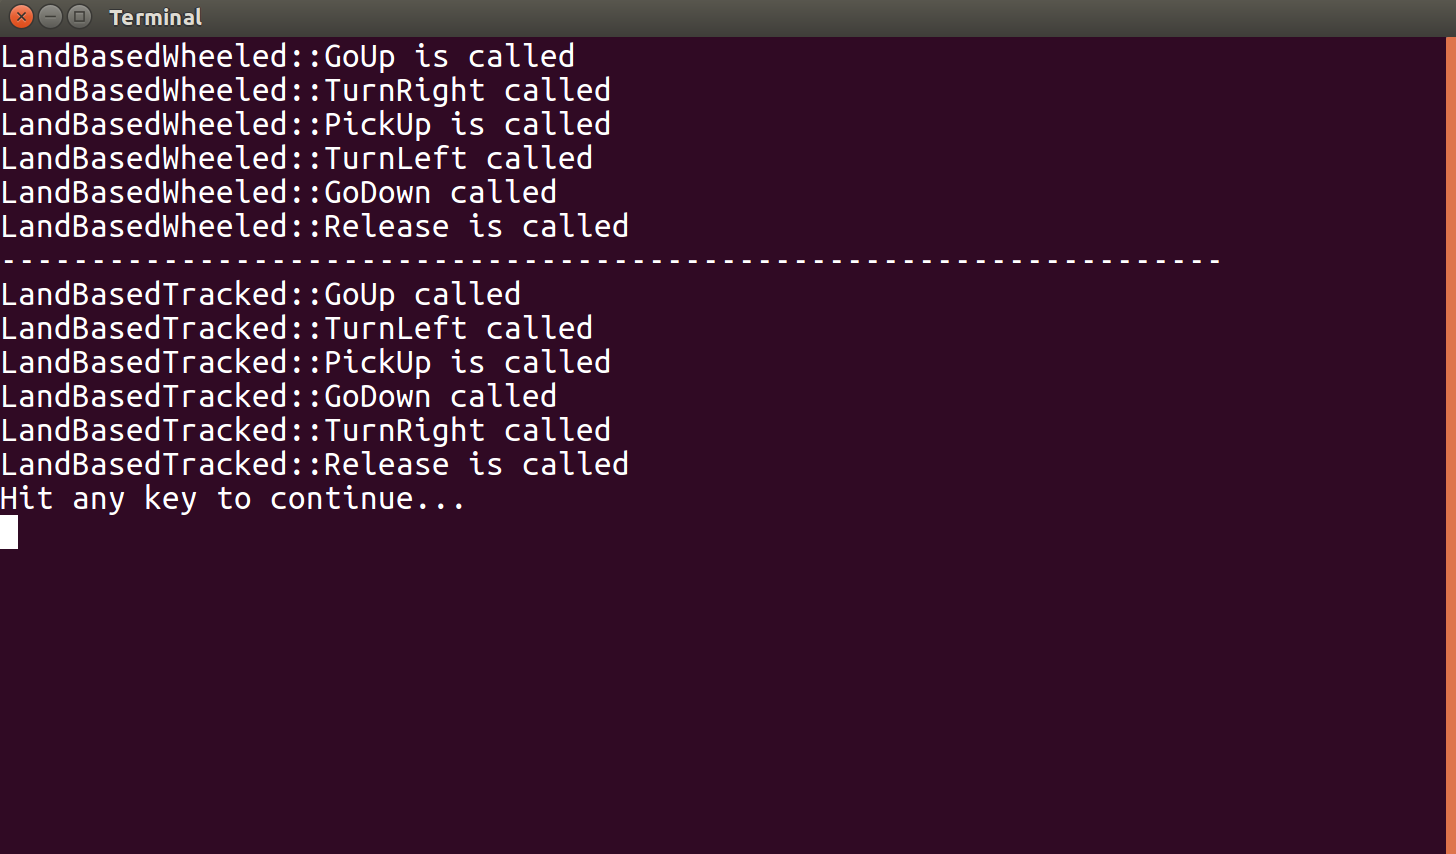 Terminal
LandBasedWheeled::GoUp is called
LandBasedWheeled::TurnRight called
LandBasedWheeled::PickUp is called
LandBasedWheeled::TurnLeft called
LandBasedWheeled::GoDown called
LandBasedWheeled::Release is called
--------------------------------------------------------------------
LandBasedTracked::GoUp called
LandBasedTracked::TurnLeft called
LandBasedTracked::PickUp is called
LandBasedTracked::GoDown called
LandBasedTracked::TurnRight called
LandBasedTracked::Release is called
Hit any key to continue...